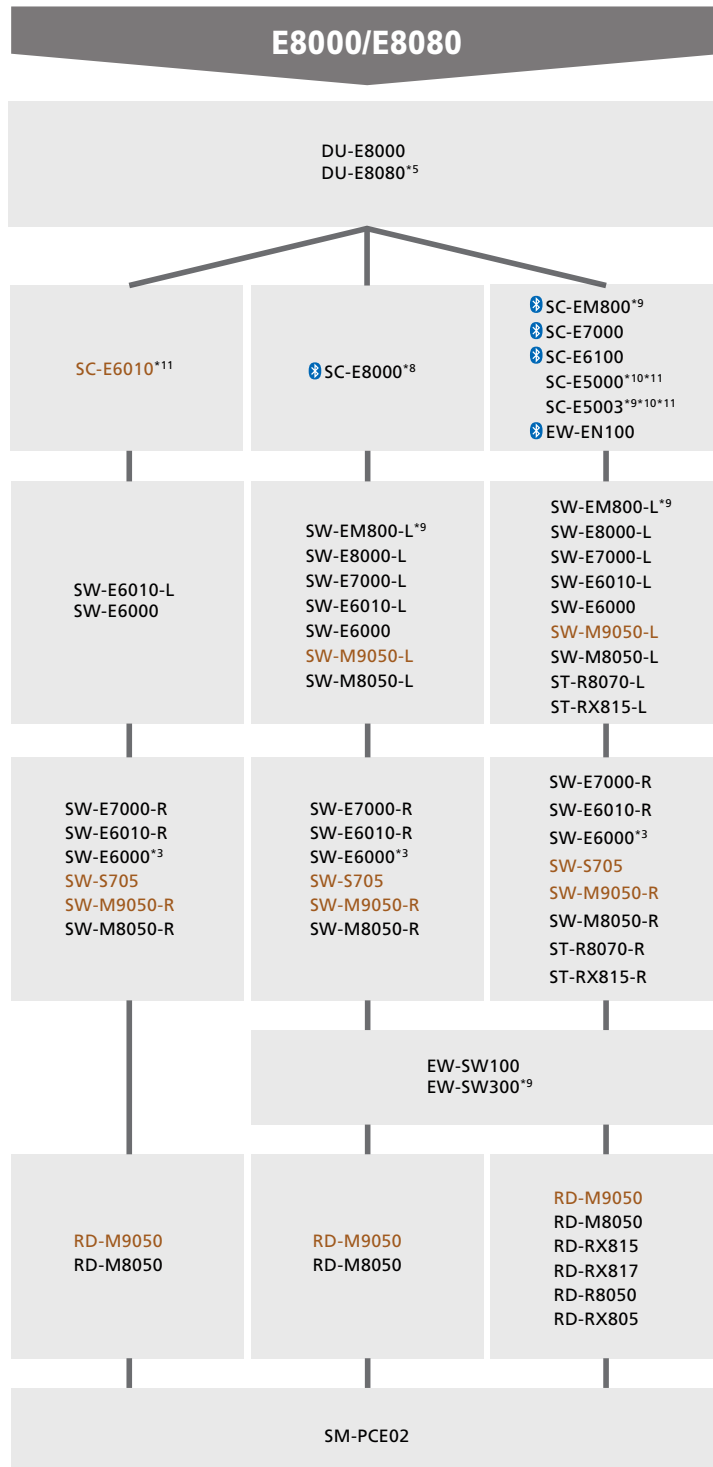 E8000/E8080
DU-E8000
DU-E8080*5
SC-E6010*11
SC-E8000*8
SC-EM800*9
SC-E7000
SC-E6100
SC-E5000*10*11
SC-E5003*9*10*11
EW-EN100
SW-E6010-L
SW-E6000
SW-EM800-L*9
SW-E8000-L
SW-E7000-L
SW-E6010-L
SW-E6000
SW-M9050-L
SW-M8050-L
SW-EM800-L*9
SW-E8000-L
SW-E7000-L
SW-E6010-L
SW-E6000
SW-M9050-L
SW-M8050-L
ST-R8070-L
ST-RX815-L
SW-E7000-R
SW-E6010-R
SW-E6000*3
SW-S705
SW-M9050-R
SW-M8050-R
SW-E7000-R
SW-E6010-R
SW-E6000*3
SW-S705
SW-M9050-R
SW-M8050-R
SW-E7000-R
SW-E6010-R
SW-E6000*3
SW-S705
SW-M9050-R
SW-M8050-R
ST-R8070-R
ST-RX815-R
EW-SW100
EW-SW300*9
RD-M9050
RD-M8050
RD-M9050
RD-M8050
RD-M9050
RD-M8050
RD-RX815
RD-RX817
RD-R8050
RD-RX805
SM-PCE02